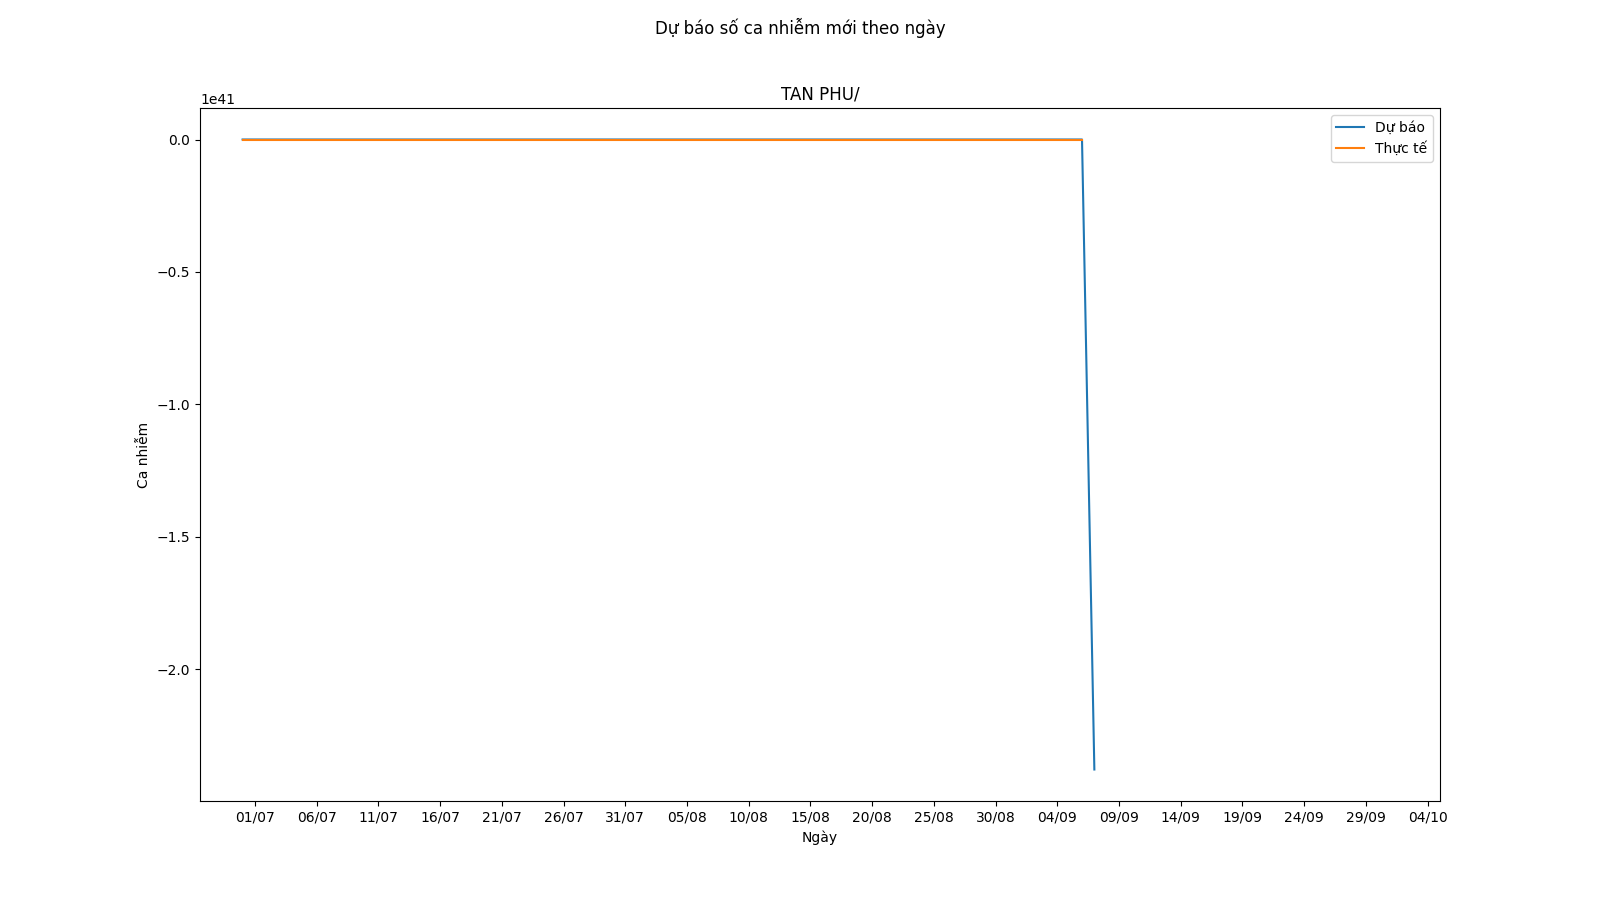 Dự báo số ca nhiễm mới theo ngày
TAN PHU/
1e41
Dự báo
Thực tế
0.0
−0.5
−1.0
−1.5
−2.0
Ca nhiễm
01/07 06/07 11/07 16/07 21/07 26/07 31/07 05/08 10/08 15/08 20/08 25/08 30/08 04/09 09/09 14/09 19/09 24/09 29/09 04/10
Ngày